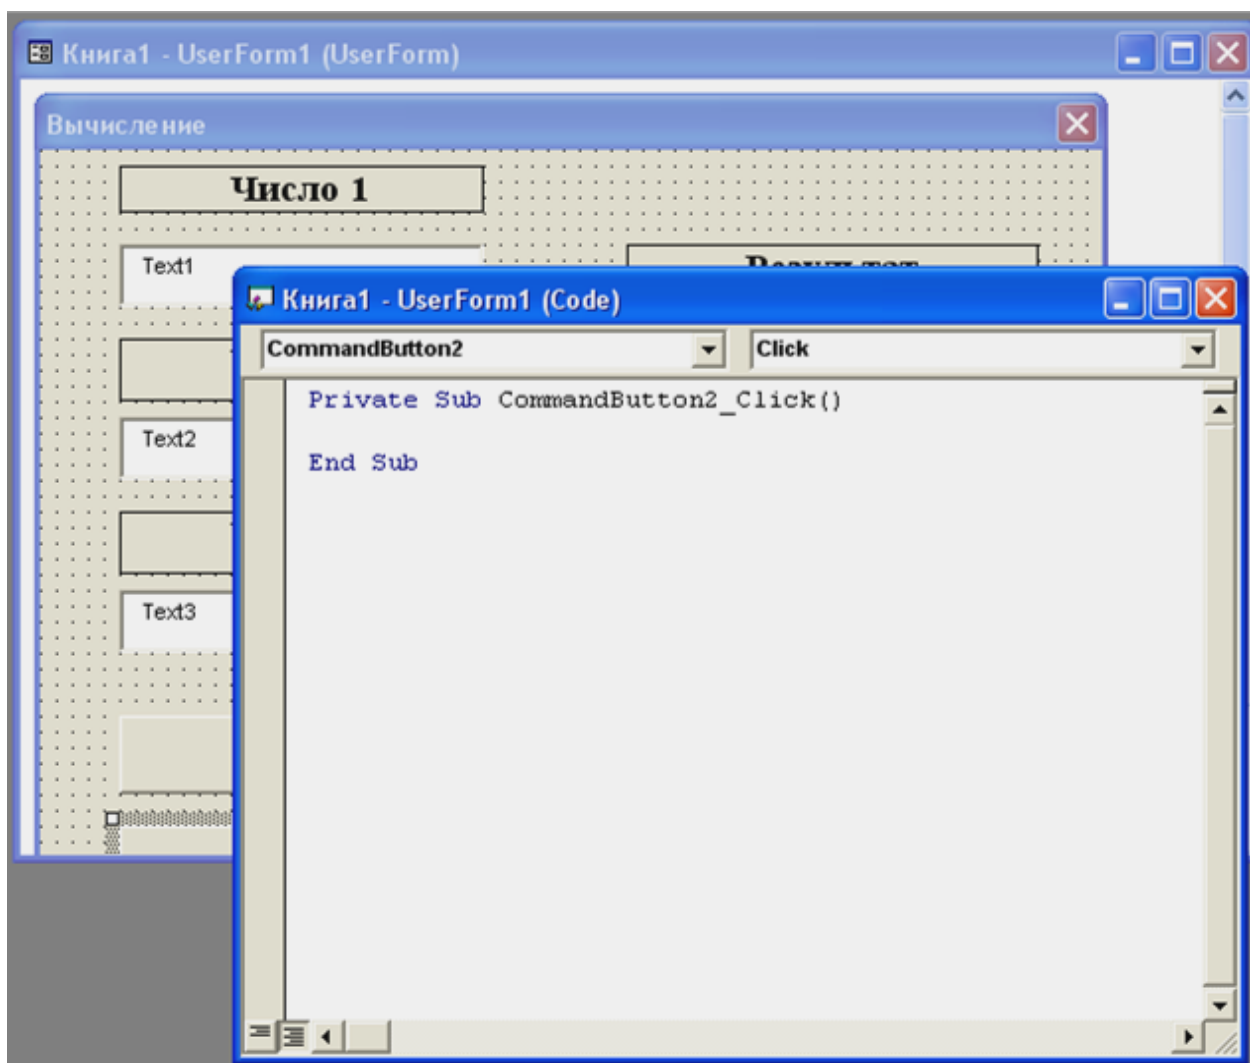 Книга1 - UserForm1 (UserForm)
Вычисление
Число 1
Text1
Результат
Книга1 - UserForm1 (Code)
CommandButton2
Click
Private Sub CommandButton2_Click()
End Sub
Text2
Text3